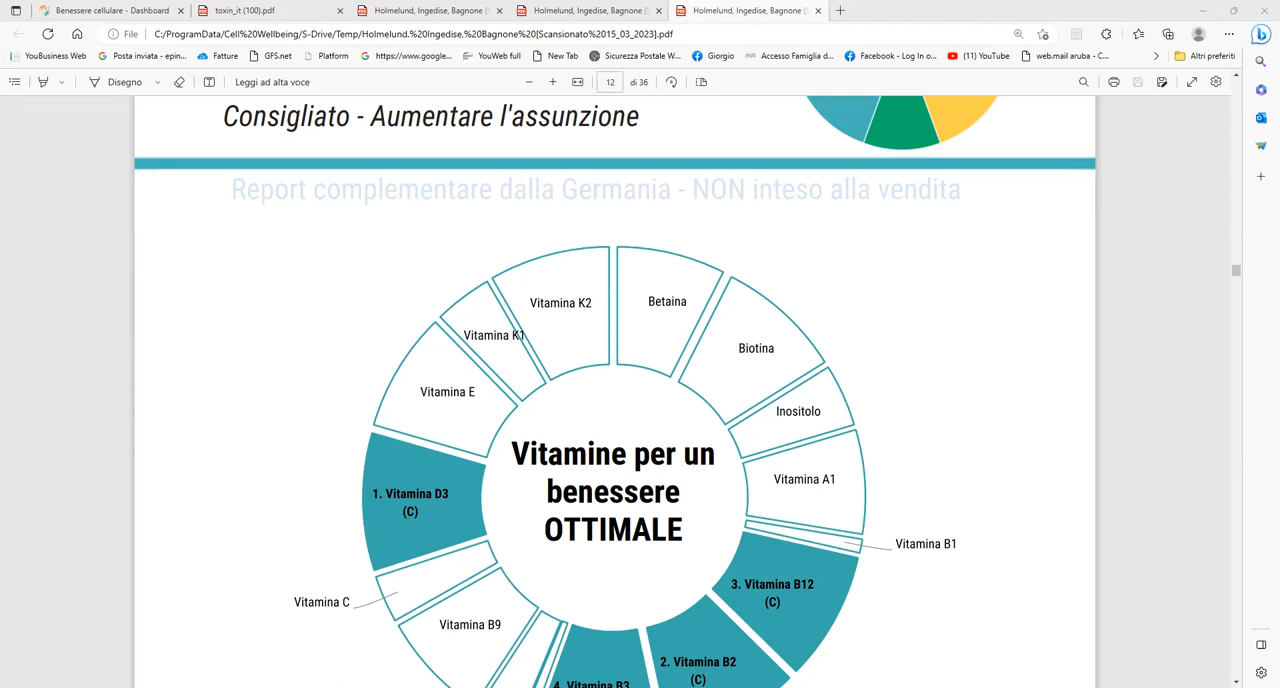 Benessere cellulare - Dashboard
toxin_it (100).pdf
Holmelund, Ingedise, Bagnone [S
Holmelund, Ingedise, Bagnone [S
Holmelund, Ingedise, Bagnone [S
File
C:/ProgramData/Cell%20Wellbeing/S-Drive/Temp/Holmelund,%20Ingedise,%20Bagnone%20[Scansionato%2015_03_2023].pdf
YouBusiness Web
Posta inviata - epin...
Fatture
GFS.net
Platform
https://www.google...
YouWeb full
New Tab
Sicurezza Postale W...
Giorgio
Accesso Famiglia d...
Facebook - Log In o...
(11) YouTube
web.mail aruba - C...
Altri preferiti
Disegno
Leggi ad alta voce
12
di 36
Consigliato - Aumentare l'assunzione
Report complementare dalla Germania - NON inteso alla vendita
Vitamina K2
Betaina
Vitamina K1
Biotina
Vitamina E
Inositolo
Vitamine per un
benessere
OTTIMALE
Vitamina A1
1. Vitamina D3
(C)
Vitamina B1
3. Vitamina B12
(C)
Vitamina C
Vitamina B9
2. Vitamina B2
(C)
4. Vitamina B3